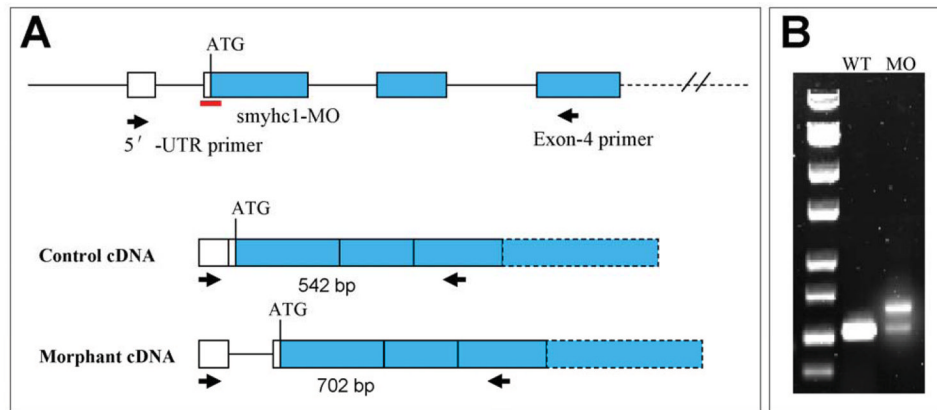 A
ATG
smyhc1-MO
5′ -UTR primer
Exon-4 primer
ATG
Control cDNA
542 bp
ATG
Morphant cDNA
702 bp
B
WT MO